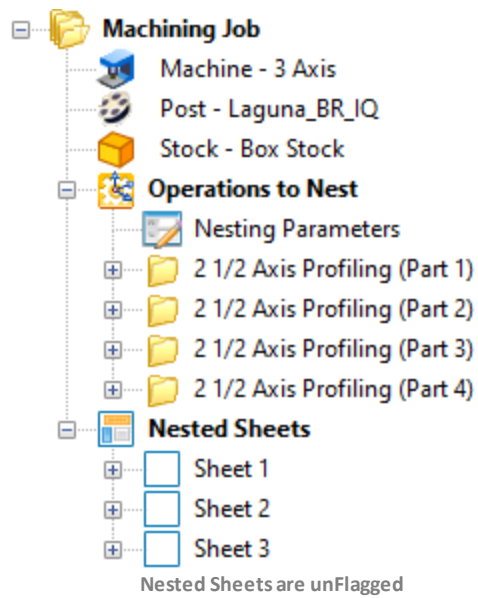 Machining Job
Machine - 3 Axis
Post - Laguna_BR_IQ
Stock - Box Stock
Operations to Nest
Nesting Parameters
2 1/2 Axis Profiling (Part 1)
2 1/2 Axis Profiling (Part 2)
2 1/2 Axis Profiling (Part 3)
2 1/2 Axis Profiling (Part 4)
Nested Sheets
Sheet 1
Sheet 2
Sheet 3
Nested Sheets are unFlagged